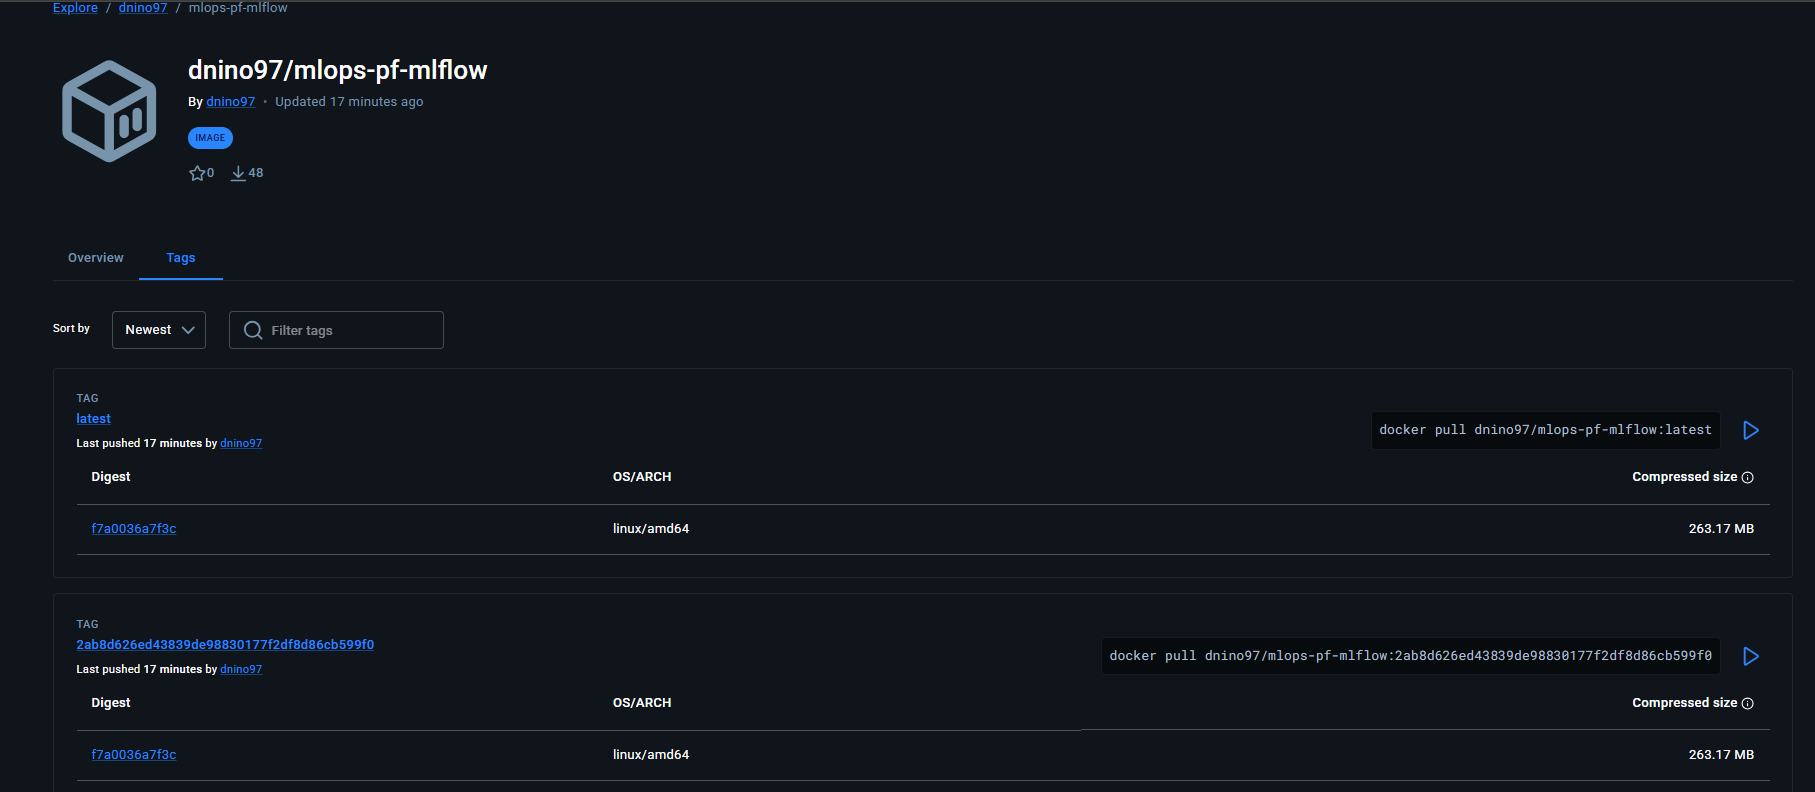 Explore / dnino97 / mlops-pf-mlflow
dnino97/mlops-pf-mlflow
By dnino97 • Updated 17 minutes ago
IMAGE
0 48
Overview Tags
Sort by Newest Filter tags
TAG
latest
docker pull dnino97/mlops-pf-mlflow:latest
Last pushed 17 minutes by dnino97
Digest OS/ARCH Compressed size
f7a0036a7f3c linux/amd64 263.17 MB
TAG
2ab8d626ed43839de98830177f2df8d86cb599f0
docker pull dnino97/mlops-pf-mlflow:2ab8d626ed43839de98830177f2df8d86cb599f0
Last pushed 17 minutes by dnino97
Digest OS/ARCH Compressed size
f7a0036a7f3c linux/amd64 263.17 MB